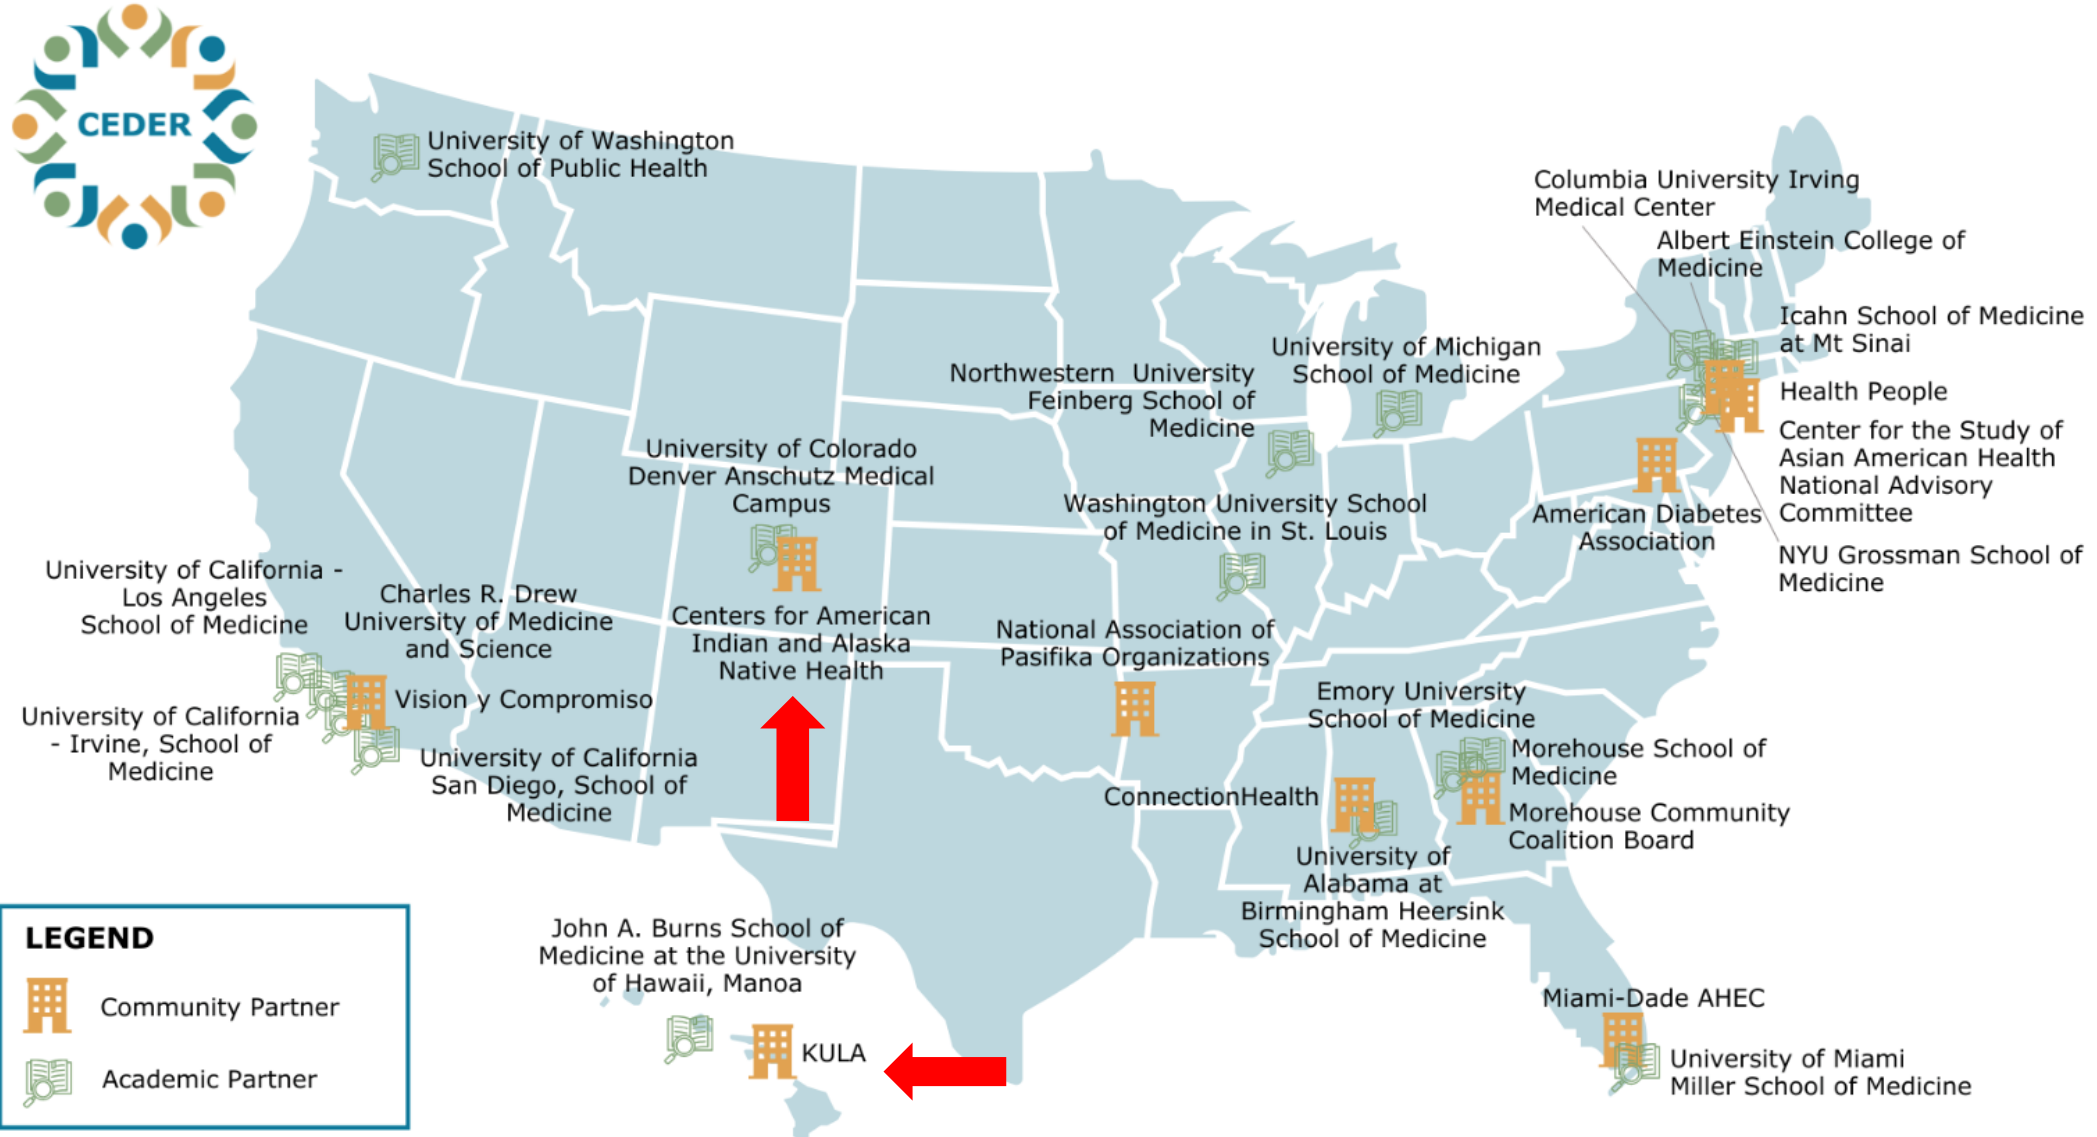 CEDER
University of Washington
School of Public Health
Columbia University Irving
Medical Center
Albert Einstein College of
Medicine
Icahn School of Medicine
at Mt Sinai
University of Michigan
School of Medicine
Northwestern University
Feinberg School of
Medicine
Health People
Center for the Study of
Asian American Health
National Advisory
Committee
University of Colorado
Denver Anschutz Medical
Campus
Washington University School
of Medicine in St. Louis
American Diabetes
Association
NYU Grossman School of
Medicine
University of California -
Los Angeles
School of Medicine
Charles R. Drew
University of Medicine
and Science
Centers for American
Indian and Alaska
Native Health
National Association of
Pasifika Organizations
Vision y Compromiso
University of California
- Irvine, School of
Medicine
University of California
San Diego, School of
Medicine
Emory University
School of Medicine
Morehouse School of
Medicine
ConnectionHealth
Morehouse Community
Coalition Board
University of
Alabama at
Birmingham Heersink
School of Medicine
John A. Burns School of
Medicine at the University
of Hawaii, Manoa
KULA
Miami-Dade AHEC
University of Miami
Miller School of Medicine
LEGEND
Community Partner
Academic Partner